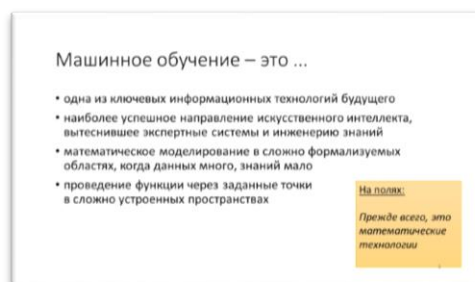 Машинное обучение – это ...
• одна из ключевых информационных технологий будущего
• наиболее успешное направление искусственного интеллекта,
вытеснившее экспертные системы и инженерию знаний
• математическое моделирование в сложно формализуемых
областях, когда данных много, знаний мало
• проведение функции через заданные точки
в сложно устроенных пространствах
На полях:
Прежде всего, это
математические
технологии